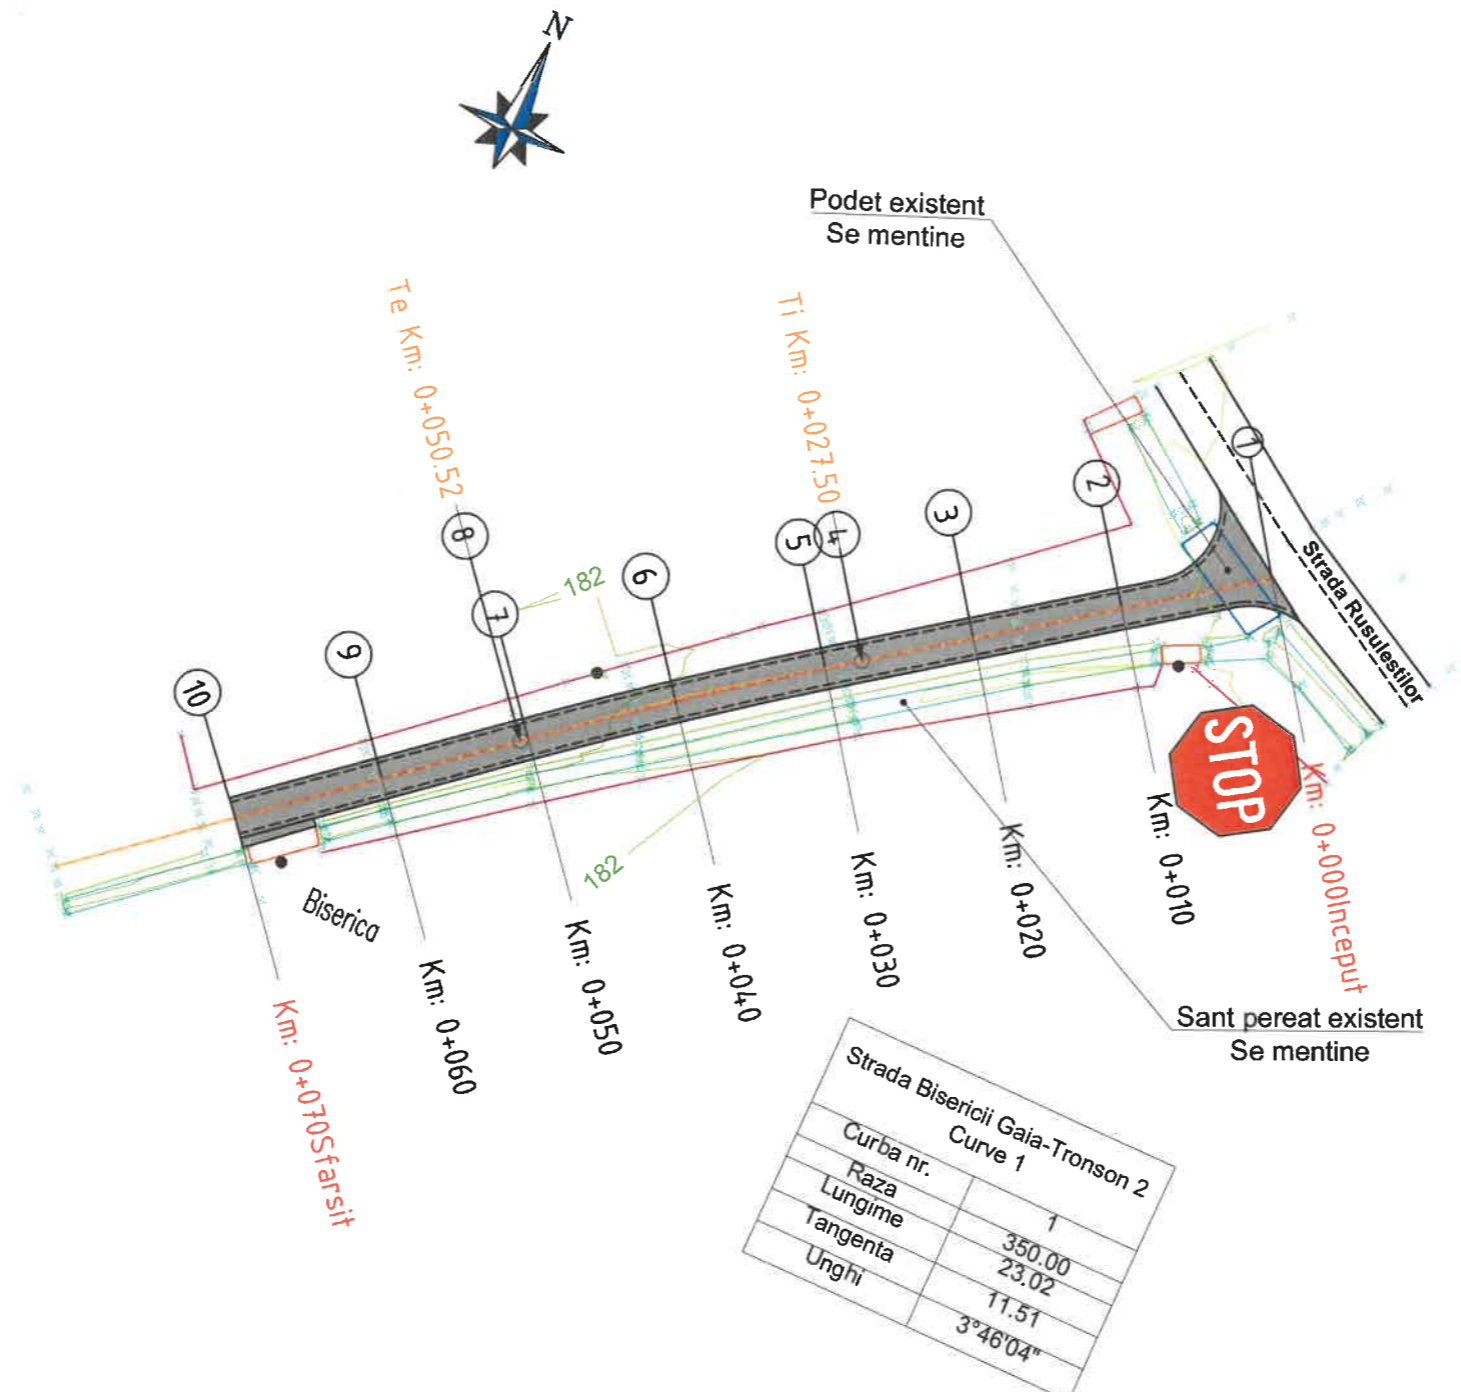 N
Podet existent
Se mentine
Te Km: 0+050.52
Ti Km: 0+027.50
1
2
3
4
5
6
7
8
9
10
182
182
Strada Rusulestilor
STOP
Km: 0+000Inceput
Km: 0+010
Km: 0+020
Km: 0+030
Km: 0+040
Km: 0+050
Km: 0+060
Km: 0+070Sfarsit
Biserica
Sant pereat existent
Se mentine
Strada Bisericii Gaia-Tronson 2
Curve 1
Curba nr. 1
Raza 350.00
Lungime 23.02
Tangenta 11.51
Unghi 3°46'04"